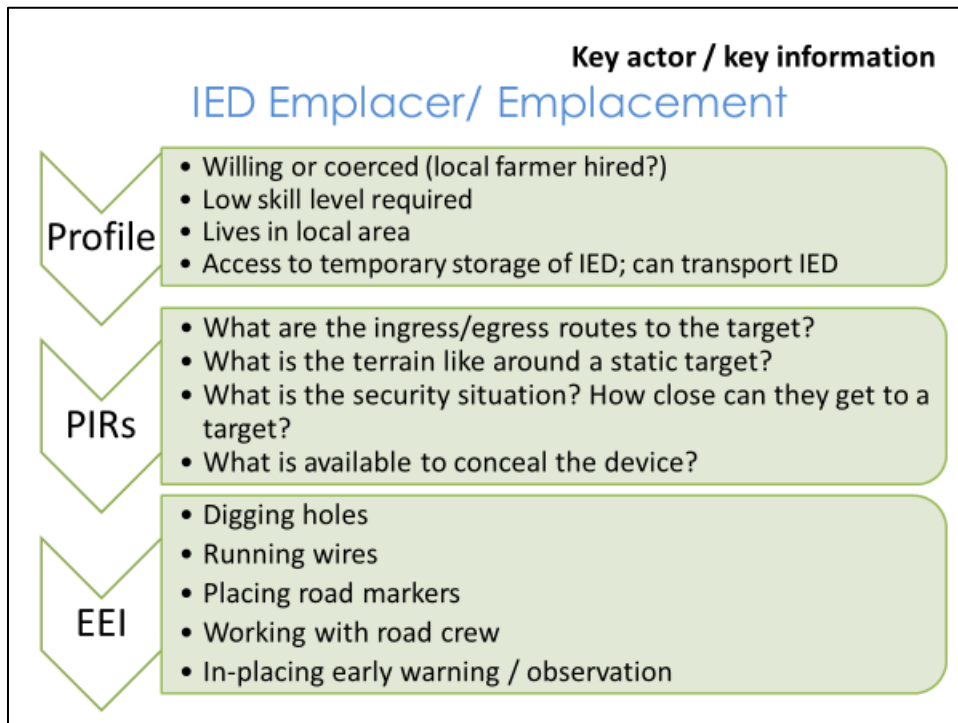 Key actor / key information
IED Emplacer/ Emplacement
Profile
• Willing or coerced (local farmer hired?)
• Low skill level required
• Lives in local area
• Access to temporary storage of IED; can transport IED
PIRs
• What are the ingress/egress routes to the target?
• What is the terrain like around a static target?
• What is the security situation? How close can they get to a
target?
• What is available to conceal the device?
EEI
• Digging holes
• Running wires
• Placing road markers
• Working with road crew
• In-placing early warning / observation